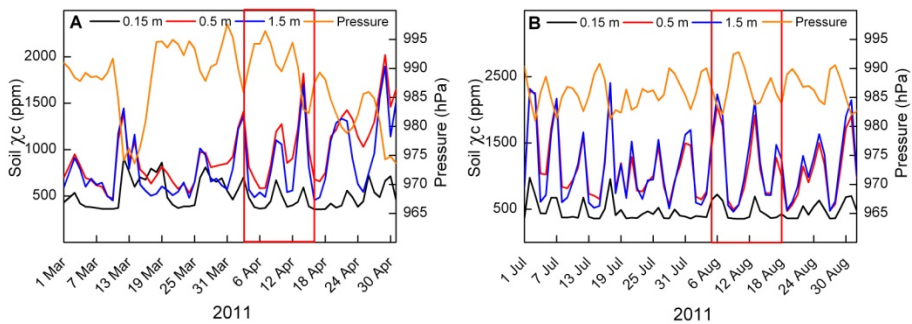 A 0.15 m 0.5 m 1.5 m Pressure
2000
1500
1000
500
Soil χc (ppm)
995
990
985
980
975
970
965
Pressure (hPa)
1 Mar 7 Mar 13 Mar 19 Mar 25 Mar 31 Mar 6 Apr 12 Apr 18 Apr 24 Apr 30 Apr
2011
B 0.15 m 0.5 m 1.5 m Pressure
2500
1500
500
Soil χc (ppm)
995
990
985
980
975
970
965
Pressure (hPa)
1 Jul 7 Jul 13 Jul 19 Jul 25 Jul 31 Jul 6 Aug 12 Aug 18 Aug 24 Aug 30 Aug
2011